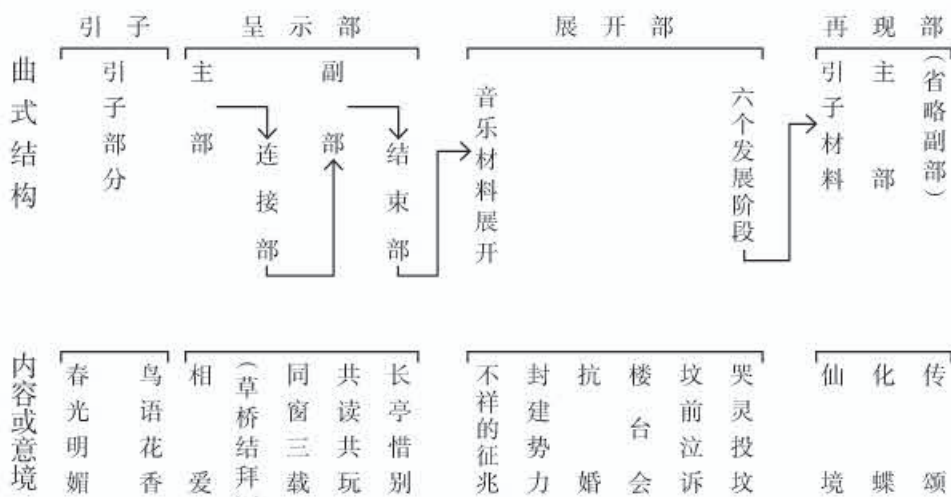 引子
呈示部
展开部
再现部
曲式结构
引子部分
主部
连接部
副部
结束部
音乐材料展开
六个发展阶段
引子材料
主部
（省略副部）
内容或意境
春光明媚
鸟语花香
相爱
（草桥结拜
同窗三载
共读共玩
长亭惜别
不祥的征兆
封建势力
抗婚
楼台会
坟前泣诉
哭灵投坟
仙境
化蝶
传颂